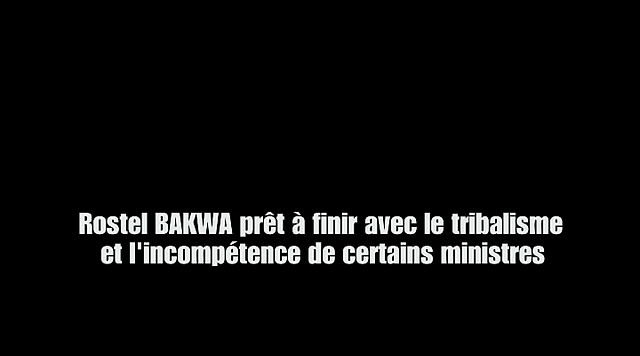 Rostel BAKWA prêt à finir avec le tribalisme
et l'incompétence de certains ministres